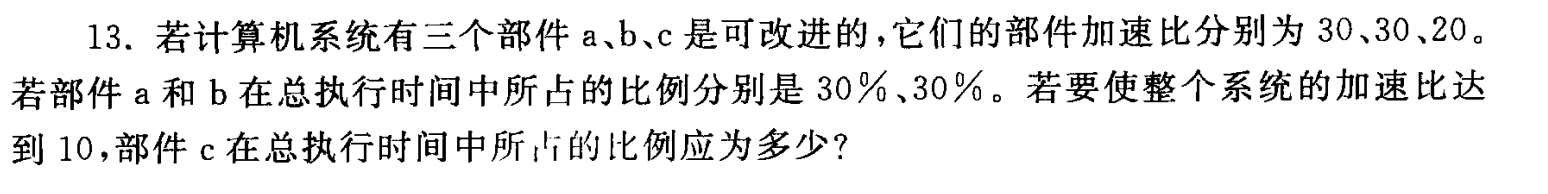 13. 若计算机系统有三个部件 a、b、c 是可改进的,它们的部件加速比分别为 30、30、20。
若部件 a 和 b 在总执行时间中所占的比例分别是 30%、30%。若要使整个系统的加速比达
到 10,部件 c 在总执行时间中所占的比例应为多少?